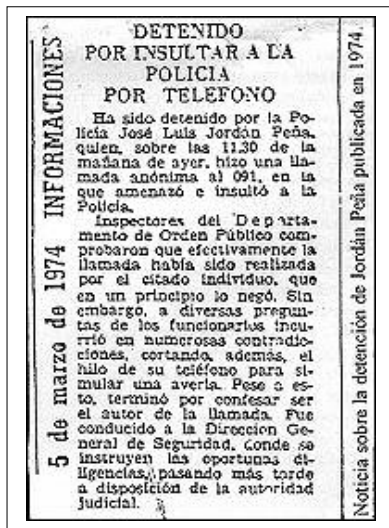 DETENIDO
POR INSULTAR A LA
POLICIA
POR TELEFONO
Ha sido detenido por la Po-
licía José Luis Jordán Peña,
quien, sobre las 11,30 de la
mañana de ayer, hizo una lla-
mada anónima al 091, en la
que amenazó e insultó a la
Policía.
Inspectores del Departa-
mento de Orden Público com-
probaron que efectivamente la
llamada había sido realizada
por el citado individuo, que
en un principio lo negó. Sin
embargo, a diversas pregun-
tas de los funcionarios incu-
rrió en numerosas contradic-
ciones, cortando, además, el
hilo de su teléfono para si-
mular una avería. Pese a es-
to, terminó por confesar ser
el autor de la llamada. Fue
conducido a la Direccion Ge-
neral de Seguridad, donde se
instruyen las oportunas di-
ligencias, pasando más tarde
a disposición de la autoridad
judicial.
5 de marzo de 1974 INFORMACIONES
Noticia sobre la detención de Jordán Peña publicada en 1974.